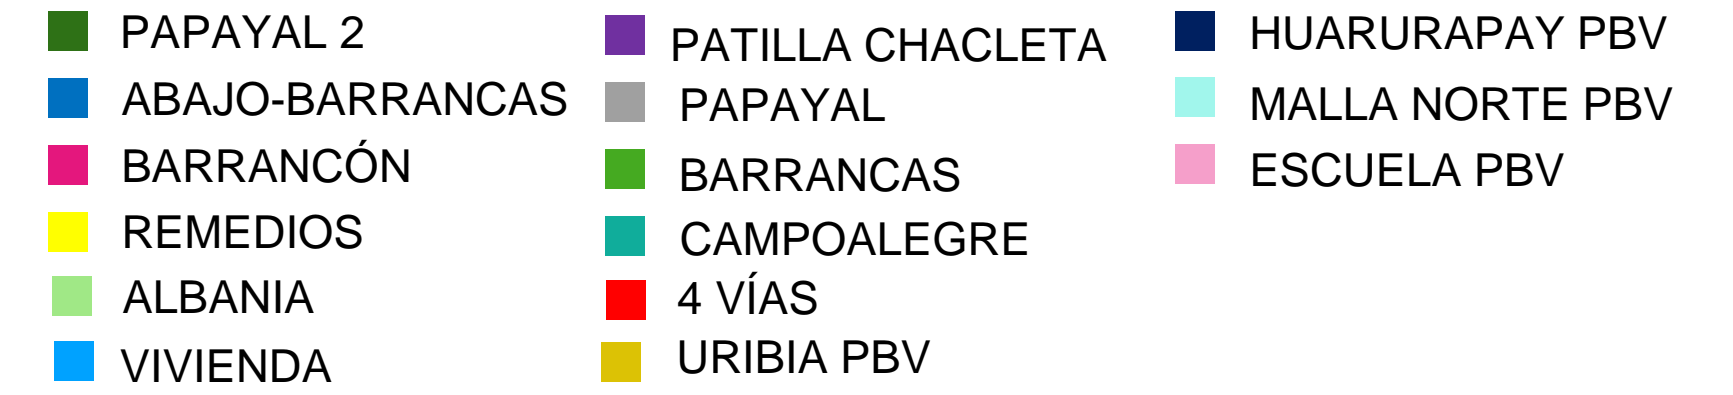 PAPAYAL 2
ABAJO-BARRANCAS
BARRANCÓN
REMEDIOS
ALBANIA
VIVIENDA
PATILLA CHACLETA
PAPAYAL
BARRANCAS
CAMPOALEGRE
4 VÍAS
URIBIA PBV
HUARURAPAY PBV
MALLA NORTE PBV
ESCUELA PBV